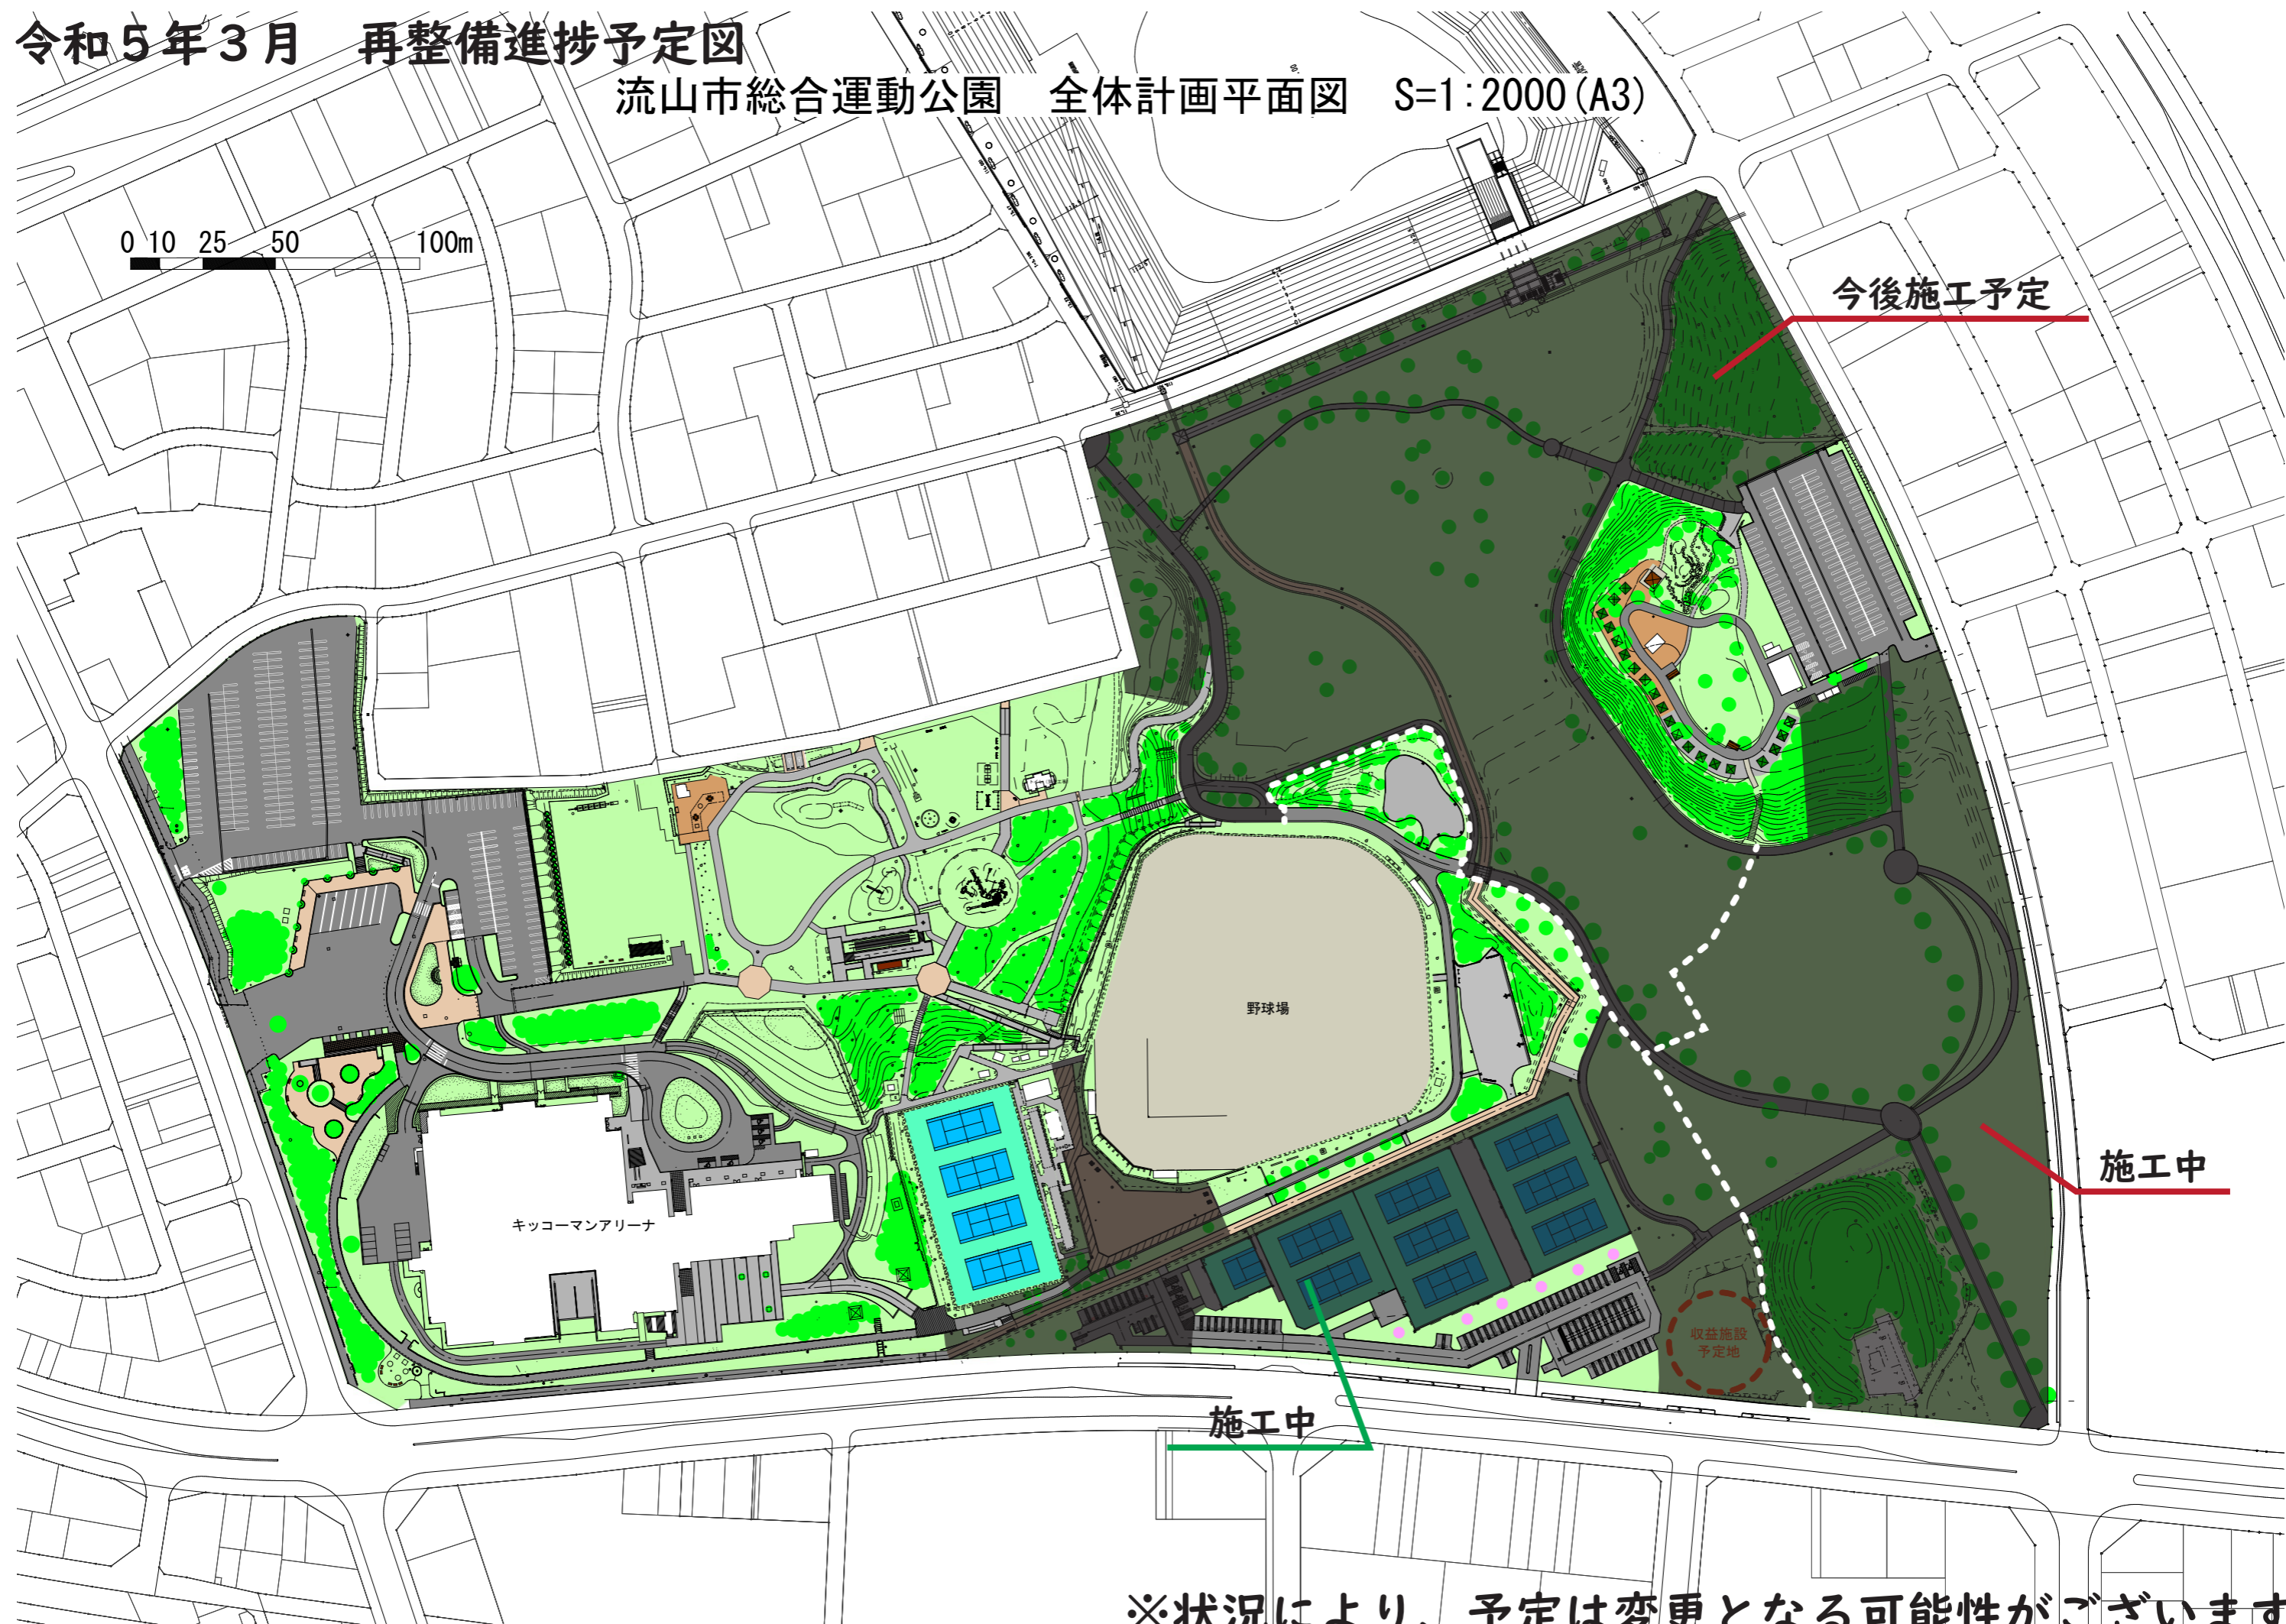 令和５年３月　再整備進捗予定図
流山市総合運動公園　全体計画平面図　S=1:2000(A3)
0 10 25 50 100m
今後施工予定
野球場
施工中
キッコーマンアリーナ
収益施設
予定地
施工中
※状況により、予定は変更となる可能性がございます